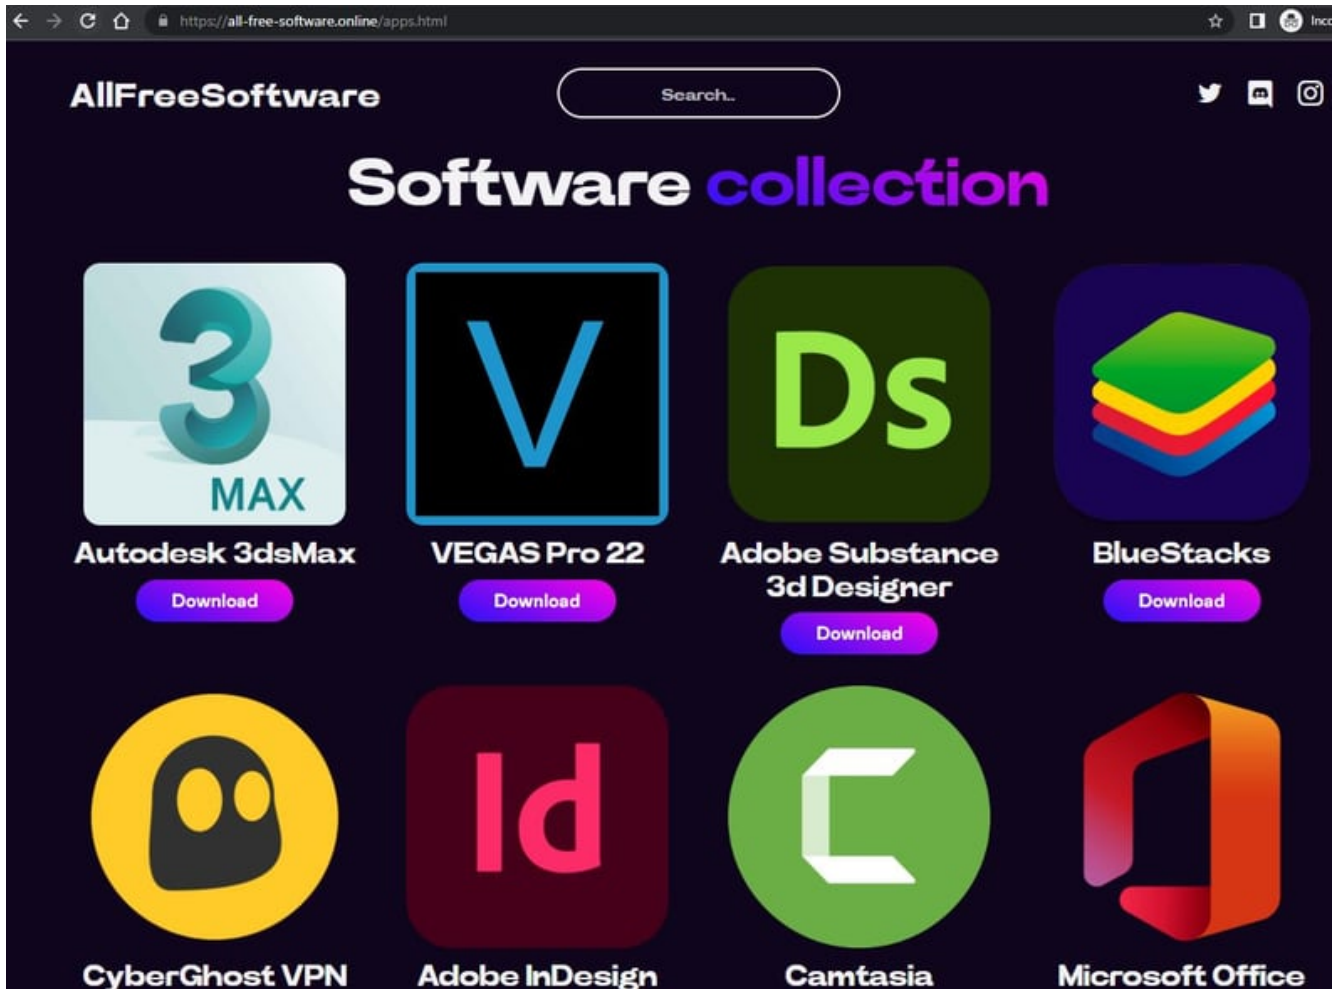 https://all-free-software.online/apps.html
Inco
AllFreeSoftware
Search..
Software collection
3
MAX
V
Ds
Autodesk 3dsMax
VEGAS Pro 22
Adobe Substance
3d Designer
BlueStacks
Download
Download
Download
Download
Id
C
CyberGhost VPN
Adobe InDesign
Camtasia
Microsoft Office